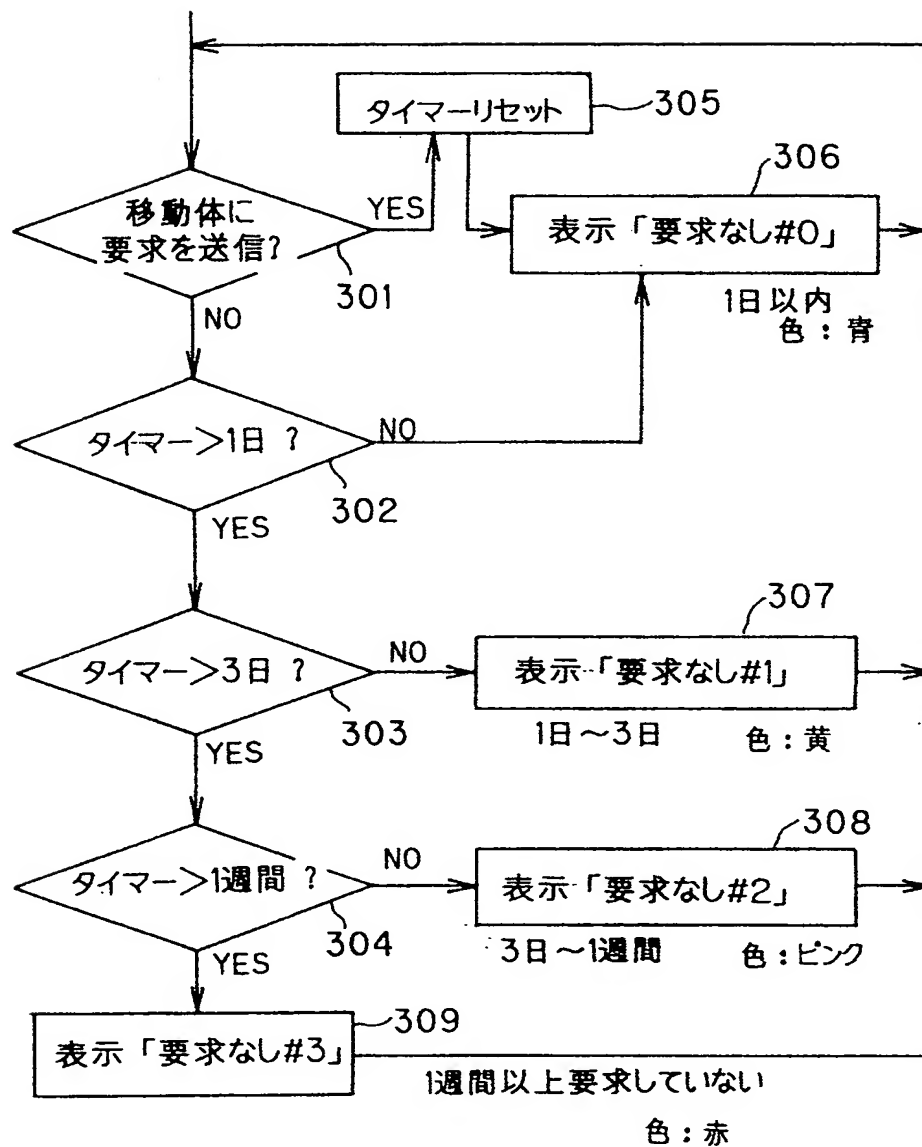 タイマーリセット
305
306
移動体に
要求を送信?
YES
301
表示「要求なし#0」
1日以内
色:青
NO
タイマー>1日 ?
NO
302
YES
307
タイマー>3日 ?
NO
303
表示「要求なし#1」
1日~3日
色:黄
YES
308
タイマー>1週間 ?
NO
304
表示「要求なし#2」
3日~1週間
色:ピンク
YES
309
表示「要求なし#3」
1週間以上要求していない
色:赤